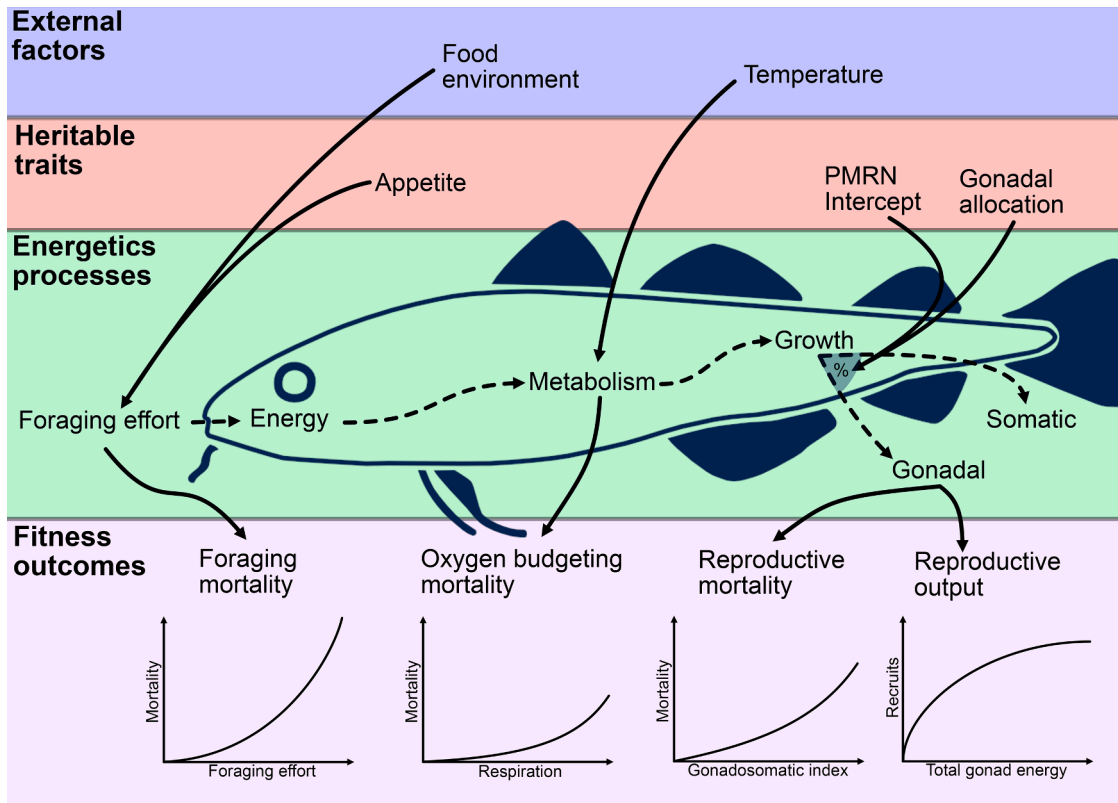 External
factors
Food
environment
Temperature
Heritable
traits
Appetite
PMRN
Intercept
Gonadal
allocation
Energetics
processes
Growth
%
Metabolism
Foraging effort
Energy
Somatic
Gonadal
Fitness
outcomes
Foraging
mortality
Oxygen budgeting
mortality
Reproductive
mortality
Reproductive
output
Mortality
Foraging effort
Mortality
Respiration
Mortality
Gonadosomatic index
Recruits
Total gonad energy